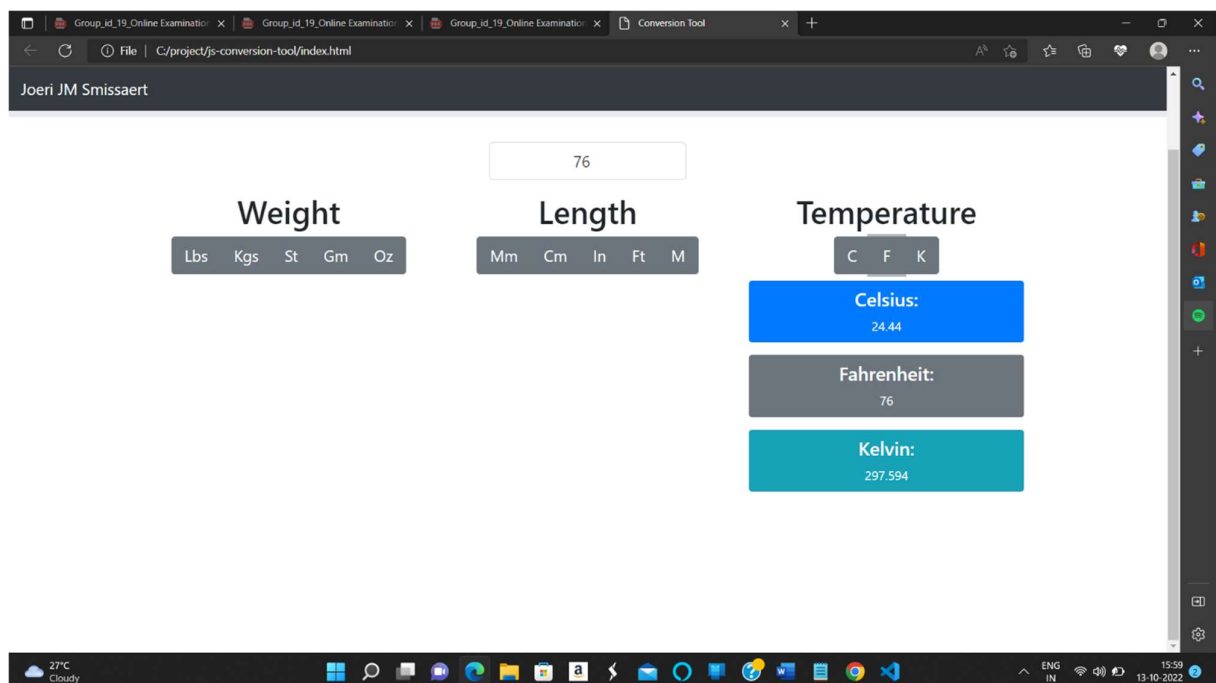 Group_id_19_Online Examination
Group_id_19_Online Examination
Group_id_19_Online Examination
Conversion Tool
File
C:/project/js-conversion-tool/index.html
Joeri JM Smissaert
76
Weight
Length
Temperature
Lbs Kgs St Gm Oz
Mm Cm In Ft M
C F K
Celsius:
24.44
Fahrenheit:
76
Kelvin:
297.594
27°C
Cloudy
ENG
IN
15:59
13-10-2022
2